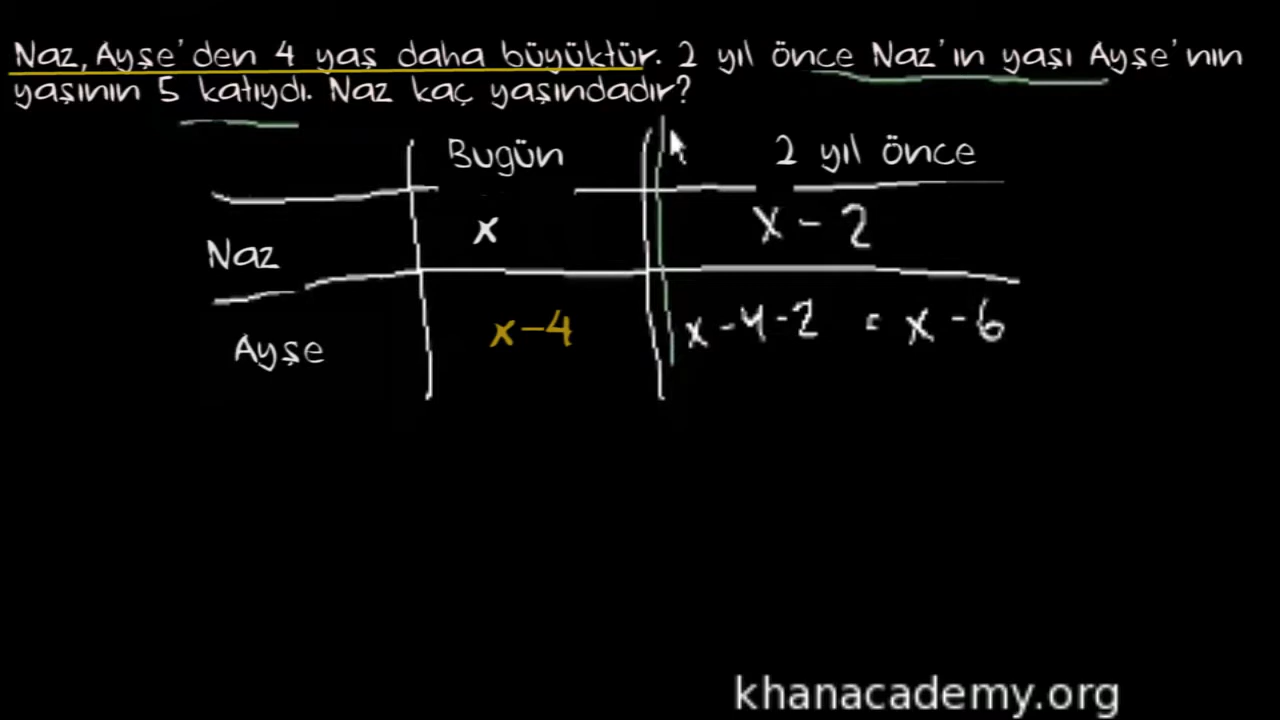 Naz, Ayşe'den 4 yaş daha büyüktür. 2 yıl önce Naz'ın yaşı Ayşe'nın
yaşının 5 katıydı. Naz kaç yaşındadır?
Bugün 2 yıl önce
Naz x x - 2
Ayşe x-4 x-4-2 = x-6
khanacademy.org